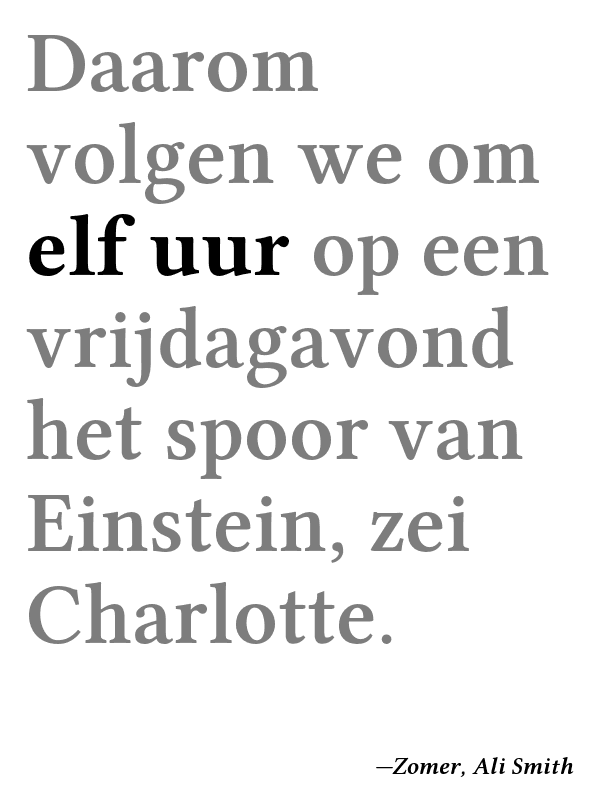 Daarom
volgen we om
elf uur op een
vrijdagavond
het spoor van
Einstein, zei
Charlotte.
—Zomer, Ali Smith